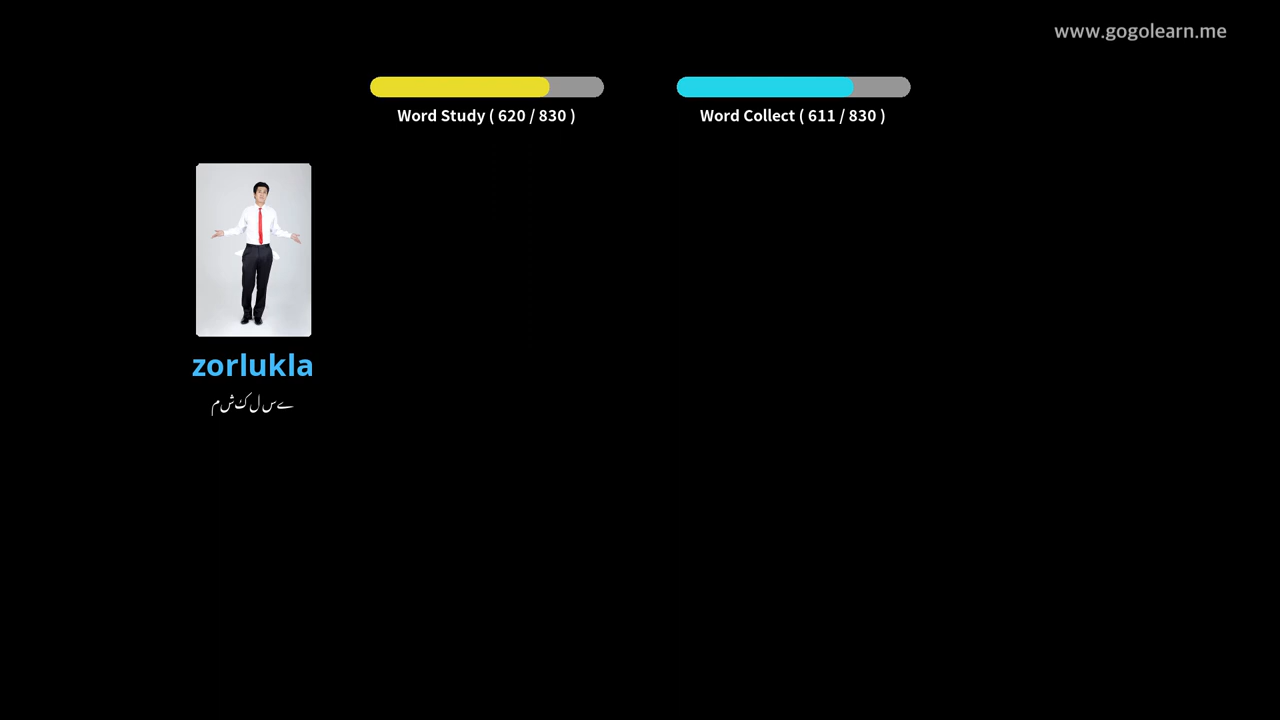 www.gogolearn.me
Word Study ( 620 / 830 )
Word Collect ( 611 / 830 )
zorlukla
مشکل سے